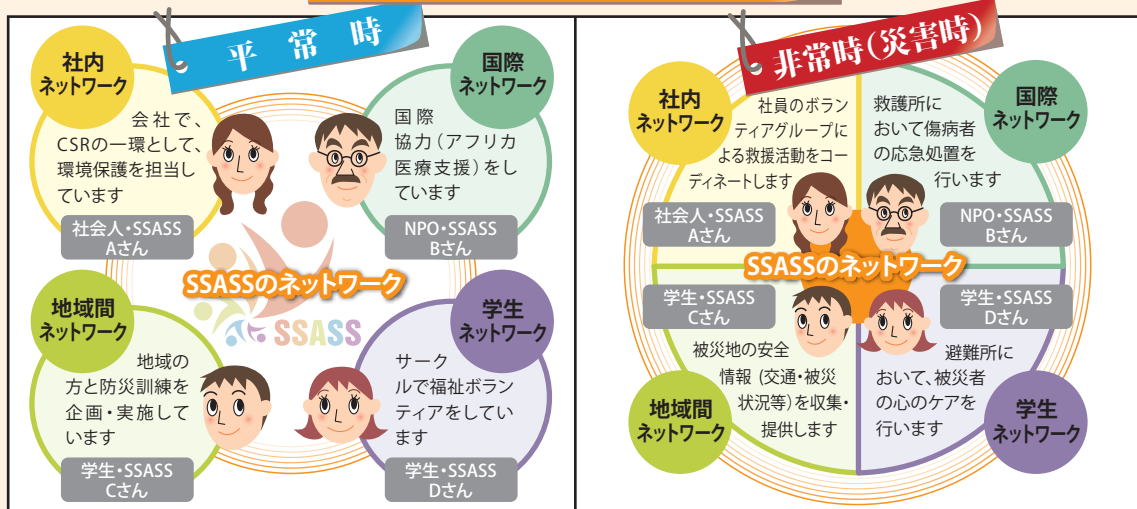 平常時
社内
ネットワーク
会社で、
CSRの一環として、
環境保護を担当し
ています
社会人・SSASS
Aさん
国際
ネットワーク
国際
協力(アフリカ
医療支援)をし
ています
NPO・SSASS
Bさん
SSASSのネットワーク
SSASS
地域間
ネットワーク
地域の
方と防災訓練を
企画・実施して
います
学生・SSASS
Cさん
学生
ネットワーク
サーク
ルで福祉ボラン
ティアをしてい
ます
学生・SSASS
Dさん
非常時(災害時)
社内
ネットワーク
社員のボラン
ティアグループに
よる救援活動をコー
ディネートします
社会人・SSASS
Aさん
国際
ネットワーク
救護所に
おいて傷病者
の応急処置を
行います
NPO・SSASS
Bさん
SSASSのネットワーク
学生・SSASS
Cさん
被災地の安全
情報(交通・被災
状況等)を収集・
提供します
地域間
ネットワーク
学生・SSASS
Dさん
避難所に
おいて、被災者
の心のケアを
行います
学生
ネットワーク